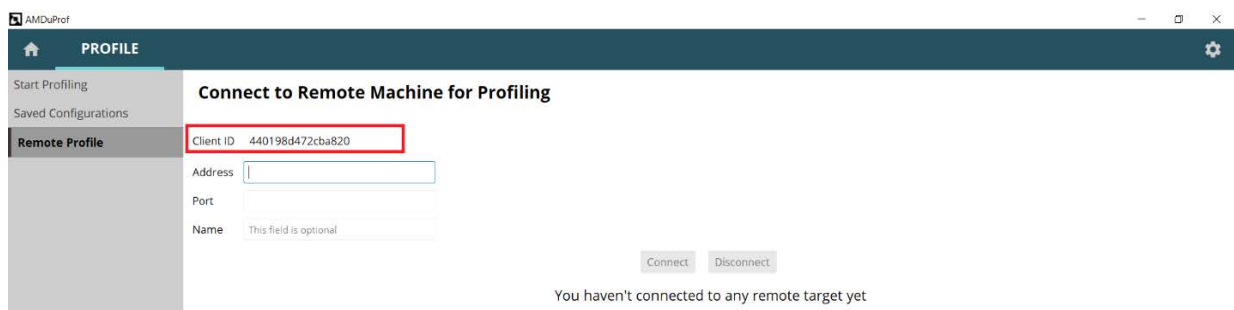 AMDuProf
PROFILE
Start Profiling
Saved Configurations
Remote Profile
Connect to Remote Machine for Profiling
Client ID 440198d472cba820
Address
Port
Name This field is optional
Connect Disconnect
You haven't connected to any remote target yet